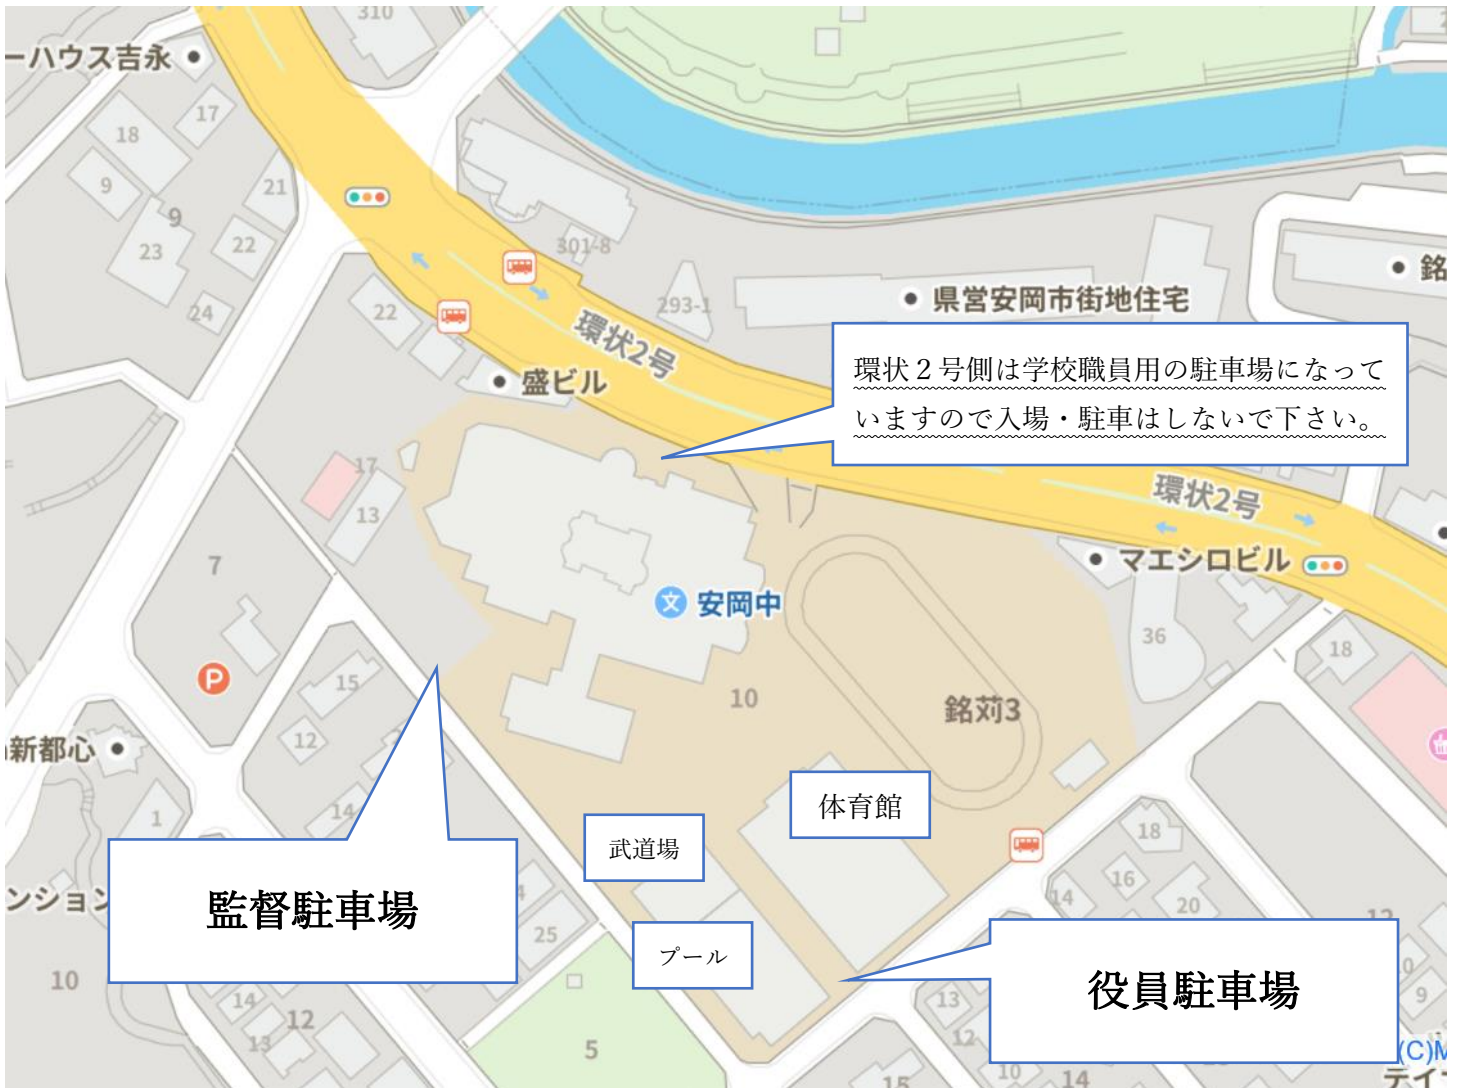 310
ーハウス吉永
17
18
9
21
9
23
22
24
301-8
293-1
22
環状2号
県営安岡市街地住宅
銘
盛ビル
環状２号側は学校職員用の駐車場になって
いますので入場・駐車はしないで下さい。
17
13
環状2号
マエシロビル
7
文 安岡中
36
18
P
15
10
銘苅3
新都心
12
14
1
体育館
武道場
18
16
14
20
12
ンション
監督駐車場
4
25
プール
役員駐車場
10
10
9
14
12
13
5
13
12
15
10
14
(C)M